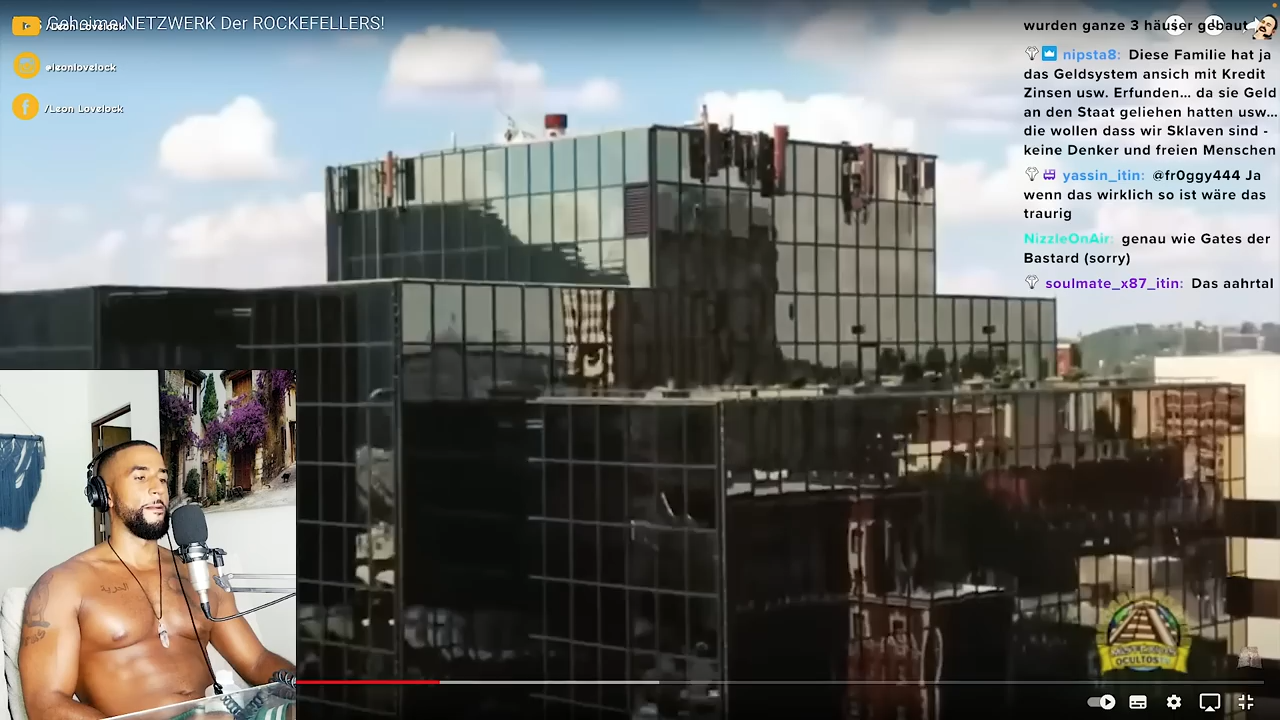 Geheime NETZWERK Der ROCKEFELLERS!
/Leon Lovelock
@leonlovelock
/Leon Lovelock
wurden ganze 3 häuser gebaut
nipsta8: Diese Familie hat ja
das Geldsystem ansich mit Kredit
Zinsen usw. Erfunden... da sie Geld
an den Staat geliehen hatten usw...
die wollen dass wir Sklaven sind -
keine Denker und freien Menschen
yassin_itin: @fr0ggy444 Ja
wenn das wirklich so ist wäre das
traurig
NizzleOnAir: genau wie Gates der
Bastard (sorry)
soulmate_x87_itin: Das aahrtal
الحرية
OCULTOS